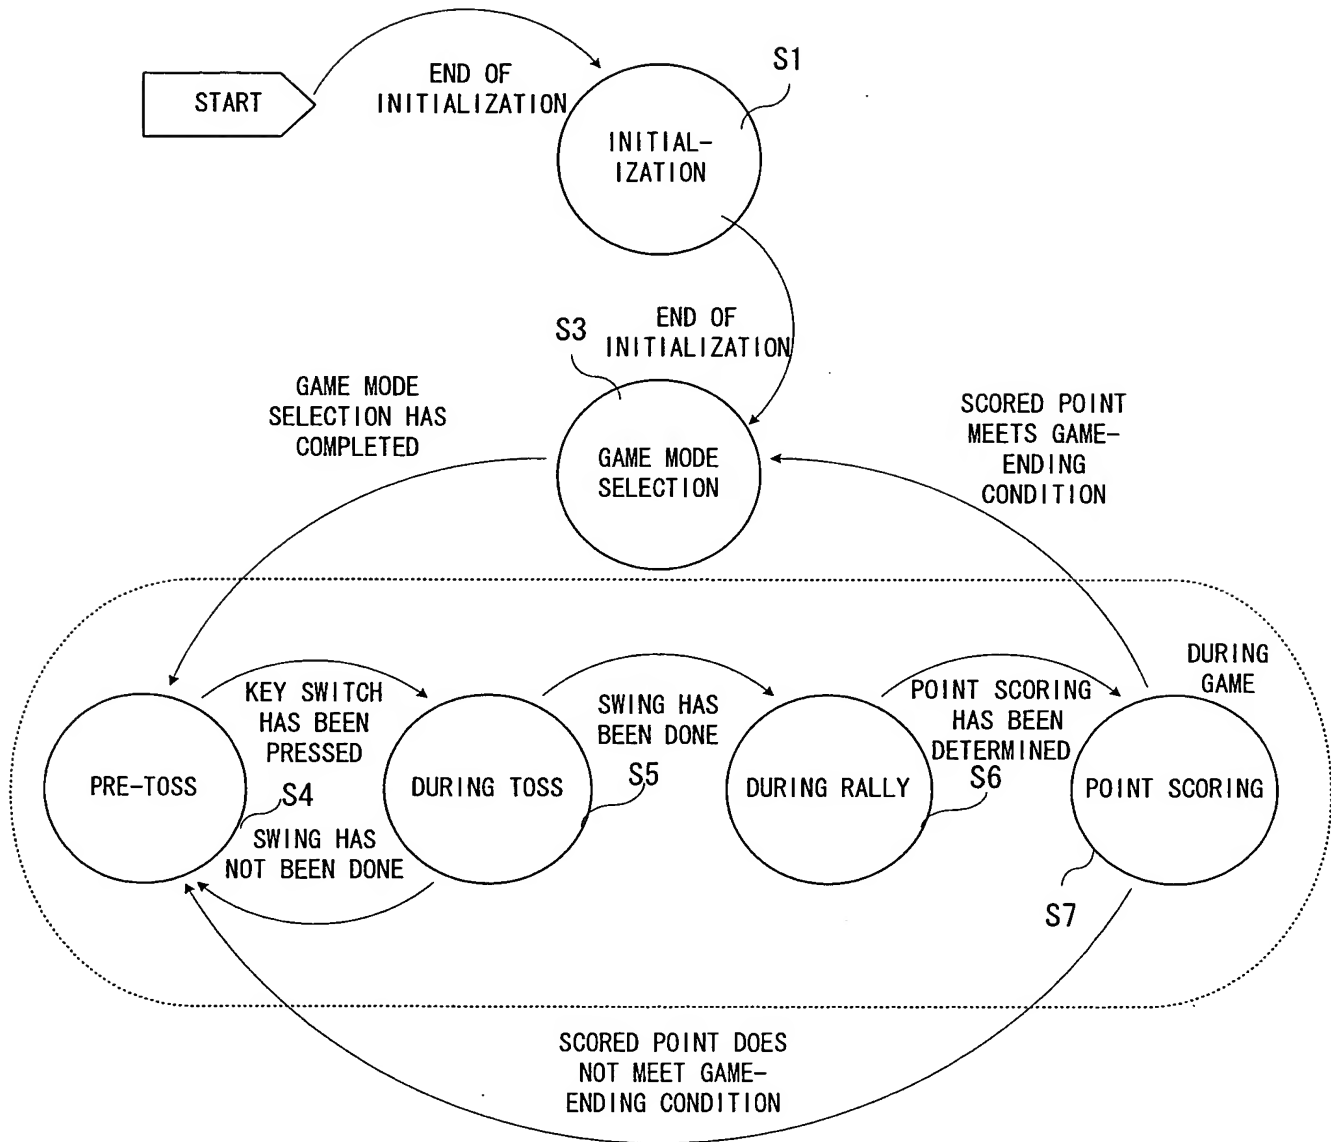 START
END OF
INITIALIZATION
S1
INITIAL-
IZATION
S3
END OF
INITIALIZATION
GAME MODE
SELECTION HAS
COMPLETED
GAME MODE
SELECTION
SCORED POINT
MEETS GAME-
ENDING
CONDITION
DURING
GAME
PRE-TOSS
KEY SWITCH
HAS BEEN
PRESSED
S4
SWING HAS
NOT BEEN DONE
DURING TOSS
SWING HAS
BEEN DONE
S5
DURING RALLY
POINT SCORING
HAS BEEN
DETERMINED
S6
POINT SCORING
S7
SCORED POINT DOES
NOT MEET GAME-
ENDING CONDITION